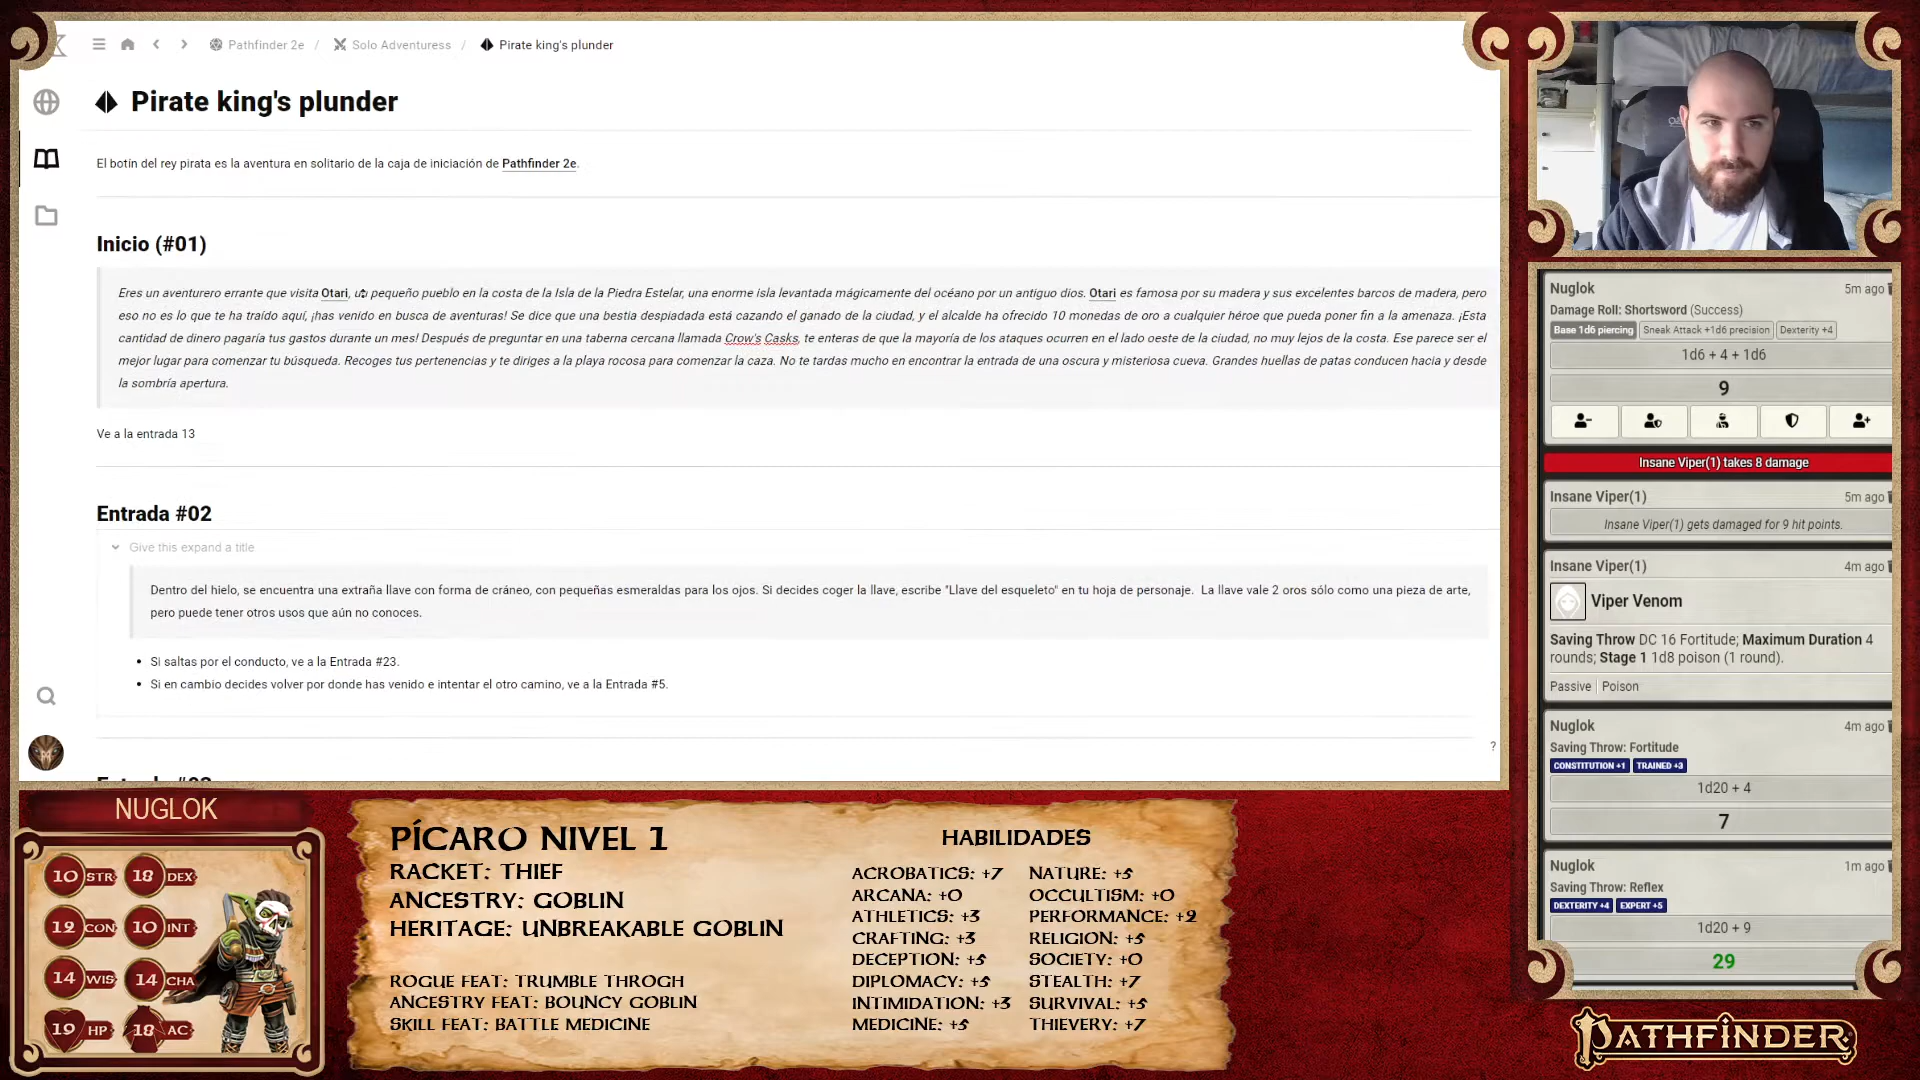 Pathfinder 2e / Solo Adventuress / Pirate king's plunder
Pirate king's plunder
El botín del rey pirata es la aventura en solitario de la caja de iniciación de Pathfinder 2e.
Inicio (#01)
Eres un aventurero errante que visita Otari, un pequeño pueblo en la costa de la Isla de la Piedra Estelar, una enorme isla levantada mágicamente del océano por un antiguo dios. Otari es famosa por su madera y sus excelentes barcos de madera, pero
eso no es lo que te ha traído aquí, ¡has venido en busca de aventuras! Se dice que una bestia despiadada está cazando el ganado de la ciudad, y el alcalde ha ofrecido 10 monedas de oro a cualquier héroe que pueda poner fin a la amenaza. ¡Esta
cantidad de dinero pagaría tus gastos durante un mes! Después de preguntar en una taberna cercana llamada Crow's Casks, te enteras de que la mayoría de los ataques ocurren en el lado oeste de la ciudad, no muy lejos de la costa. Ese parece ser el
mejor lugar para comenzar tu búsqueda. Recoges tus pertenencias y te diriges a la playa rocosa para comenzar la caza. No te tardas mucho en encontrar la entrada de una oscura y misteriosa cueva. Grandes huellas de patas conducen hacia y desde
la sombría apertura.
Ve a la entrada 13
Entrada #02
Give this expand a title
Dentro del hielo, se encuentra una extraña llave con forma de cráneo, con pequeñas esmeraldas para los ojos. Si decides coger la llave, escribe "Llave del esqueleto" en tu hoja de personaje. La llave vale 2 oros sólo como una pieza de arte,
pero puede tener otros usos que aún no conoces.
• Si saltas por el conducto, ve a la Entrada #23.
• Si en cambio decides volver por donde has venido e intentar el otro camino, ve a la Entrada #5.
?
Nuglok 5m ago
Damage Roll: Shortsword (Success)
Base 1d6 piercing Sneak Attack +1d6 precision Dexterity +4
1d6 + 4 + 1d6
9
Insane Viper(1) takes 8 damage
Insane Viper(1) 5m ago
Insane Viper(1) gets damaged for 9 hit points.
Insane Viper(1) 4m ago
Viper Venom
Saving Throw DC 16 Fortitude; Maximum Duration 4
rounds; Stage 1 1d8 poison (1 round).
Passive Poison
Nuglok 4m ago
Saving Throw: Fortitude
CONSTITUTION +1 TRAINED +3
1d20 + 4
7
Nuglok 1m ago
Saving Throw: Reflex
DEXTERITY +4 EXPERT +5
1d20 + 9
29
NUGLOK
10 STR 18 DEX
12 CON 10 INT
14 WIS 14 CHA
19 HP 18 AC
PÍCARO NIVEL 1
RACKET: THIEF
ANCESTRY: GOBLIN
HERITAGE: UNBREAKABLE GOBLIN
ROGUE FEAT: TRUMBLE THROGH
ANCESTRY FEAT: BOUNCY GOBLIN
SKILL FEAT: BATTLE MEDICINE
HABILIDADES
ACROBATICS: +7
ARCANA: +0
ATHLETICS: +3
CRAFTING: +3
DECEPTION: +5
DIPLOMACY: +5
INTIMIDATION: +3
MEDICINE: +5
NATURE: +5
OCCULTISM: +0
PERFORMANCE: +2
RELIGION: +5
SOCIETY: +0
STEALTH: +7
SURVIVAL: +5
THIEVERY: +7
PATHFINDER